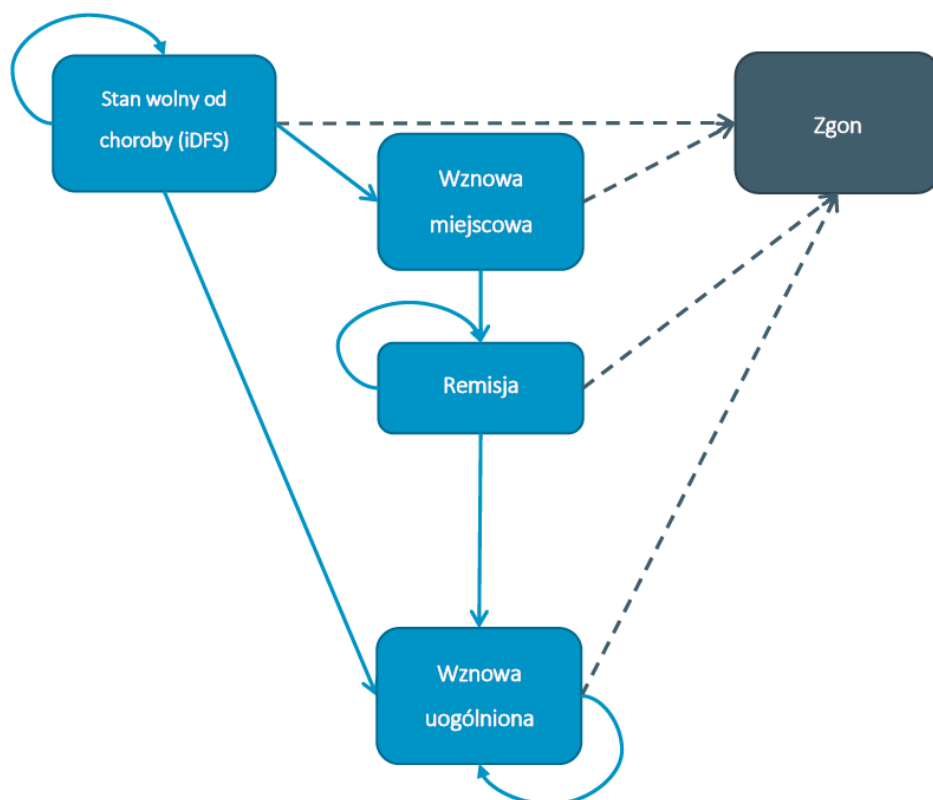 Stan wolny od
choroby (iDFS)
Zgon
Wznowa
miejscowa
Remisja
Wznowa
uogólniona